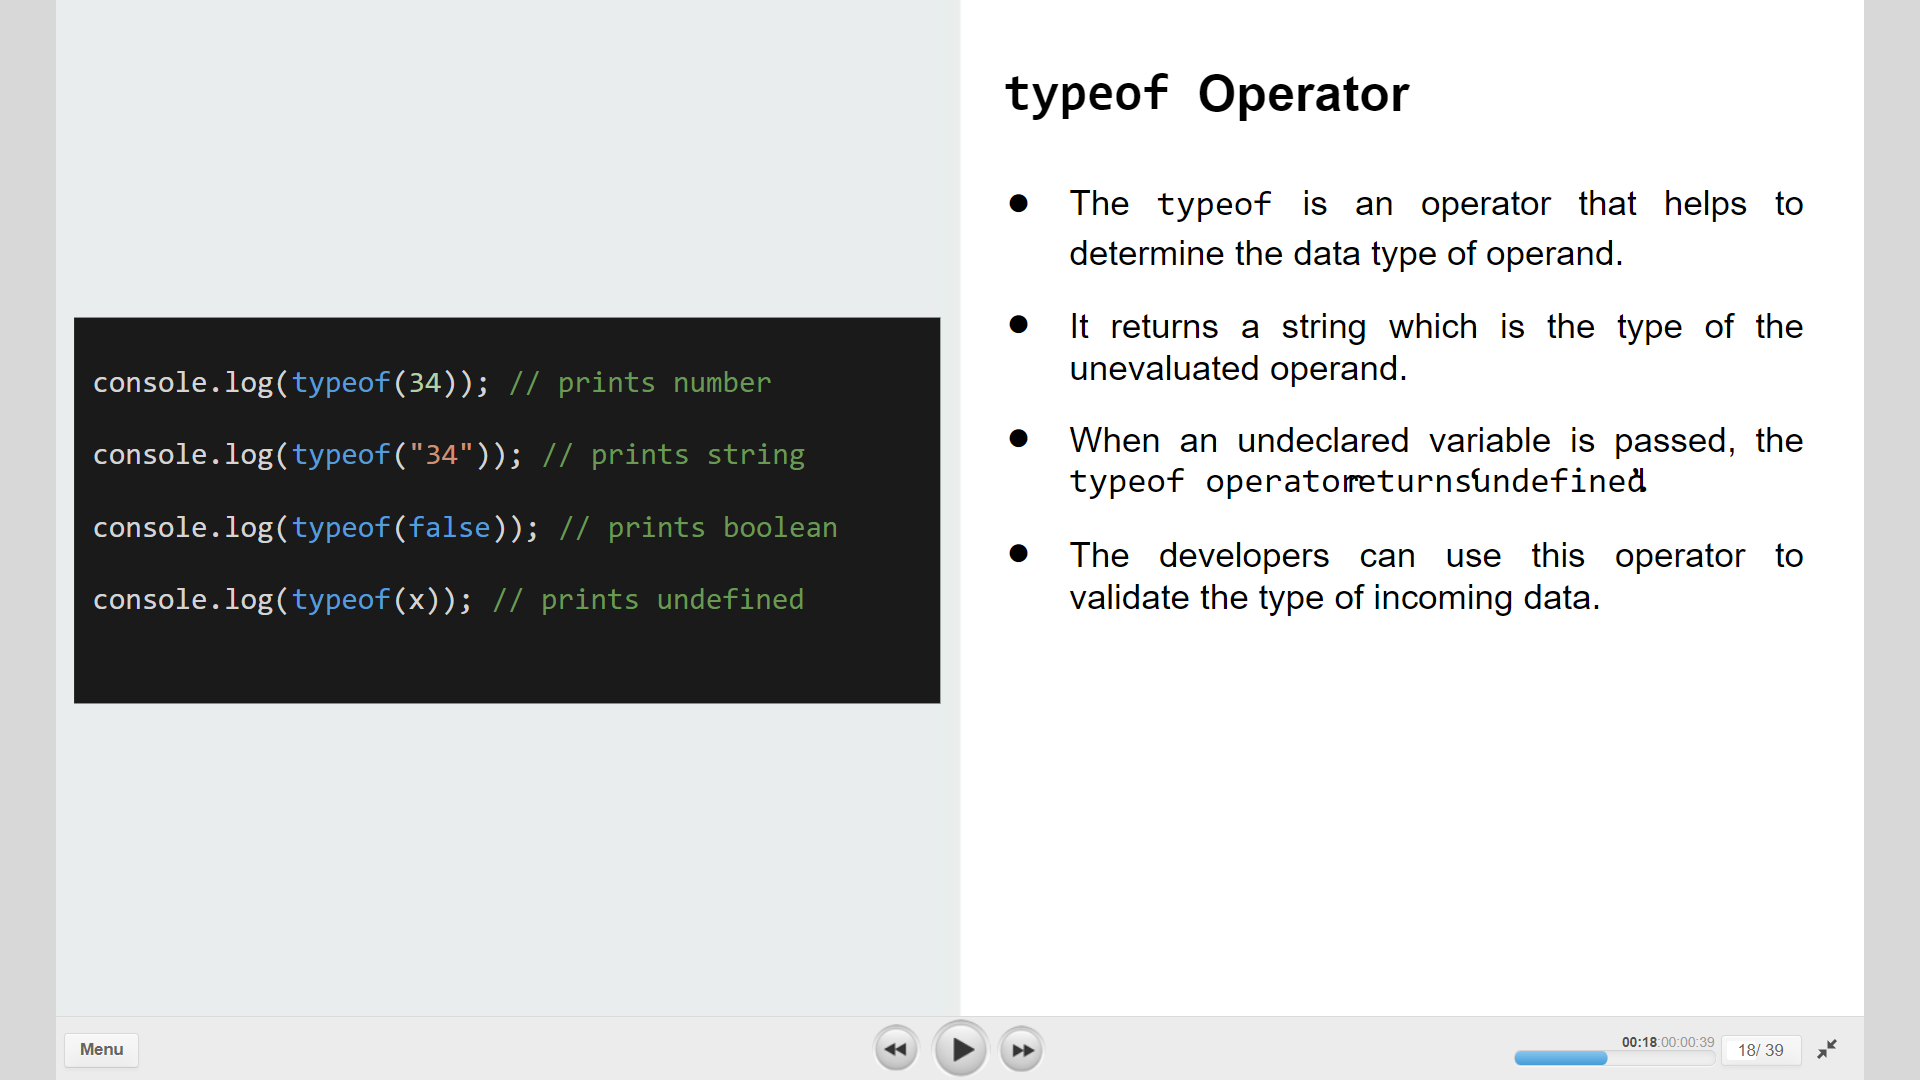 console.log(typeof(34)); // prints number
console.log(typeof("34")); // prints string
console.log(typeof(false)); // prints boolean
console.log(typeof(x)); // prints undefined
typeof Operator
● The typeof is an operator that helps to
determine the data type of operand.
● It returns a string which is the type of the
unevaluated operand.
● When an undeclared variable is passed, the
typeof operator returns ‘undefined’.
● The developers can use this operator to
validate the type of incoming data.
Menu
00:18:00:00:39
18/ 39